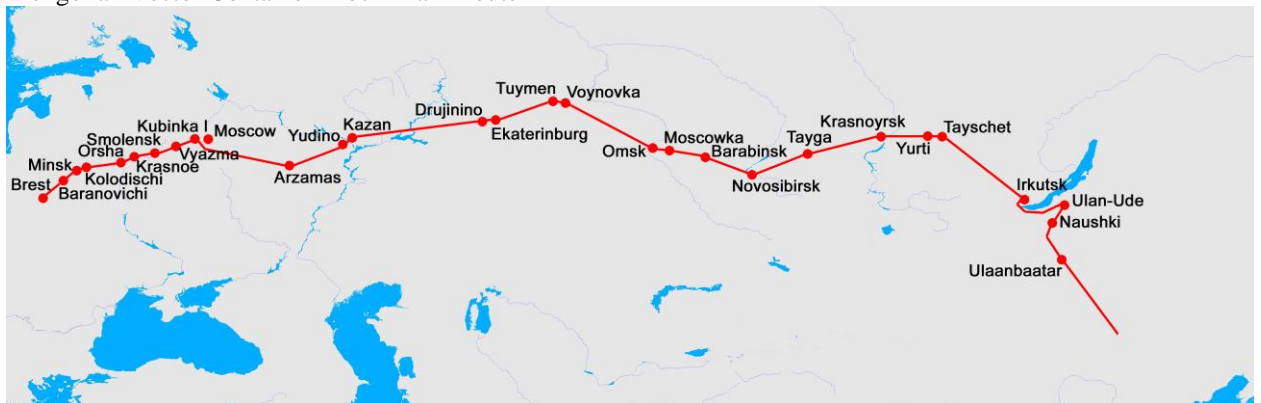 Brest
Baranovichi
Minsk
Kolodischi
Orsha
Krasnoe
Smolensk
Vyazma
Kubinka I
Moscow
Arzamas
Yudino
Kazan
Drujinino
Ekaterinburg
Tuymen
Voynovka
Omsk
Moscowka
Barabinsk
Novosibirsk
Tayga
Krasnoyrsk
Yurti
Tayschet
Irkutsk
Ulan-Ude
Naushki
Ulaanbaatar